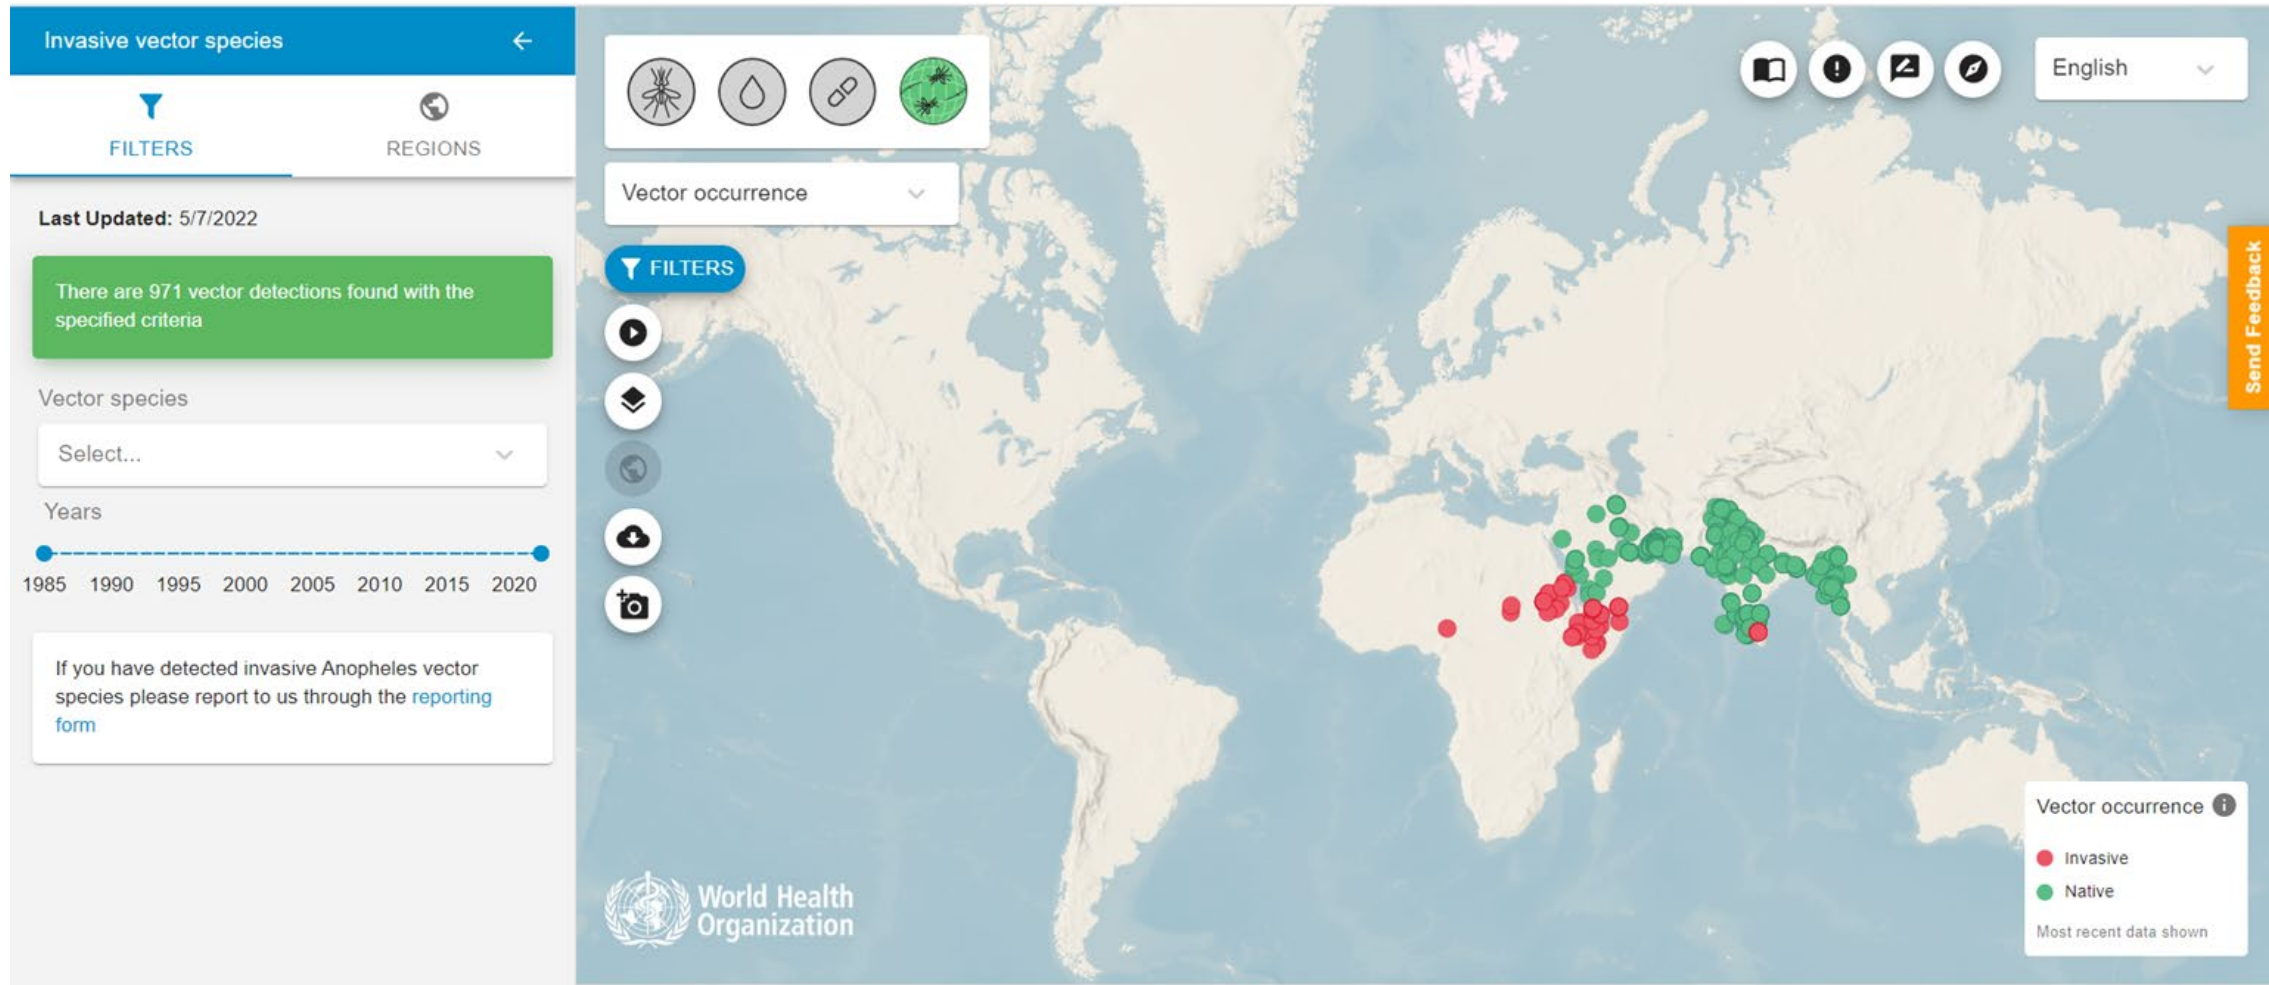 Invasive vector species
FILTERS
REGIONS
Last Updated: 5/7/2022
There are 971 vector detections found with the
specified criteria
Vector species
Select...
Years
1985 1990 1995 2000 2005 2010 2015 2020
If you have detected invasive Anopheles vector
species please report to us through the reporting
form
Vector occurrence
FILTERS
English
Send Feedback
World Health
Organization
Vector occurrence
Invasive
Native
Most recent data shown